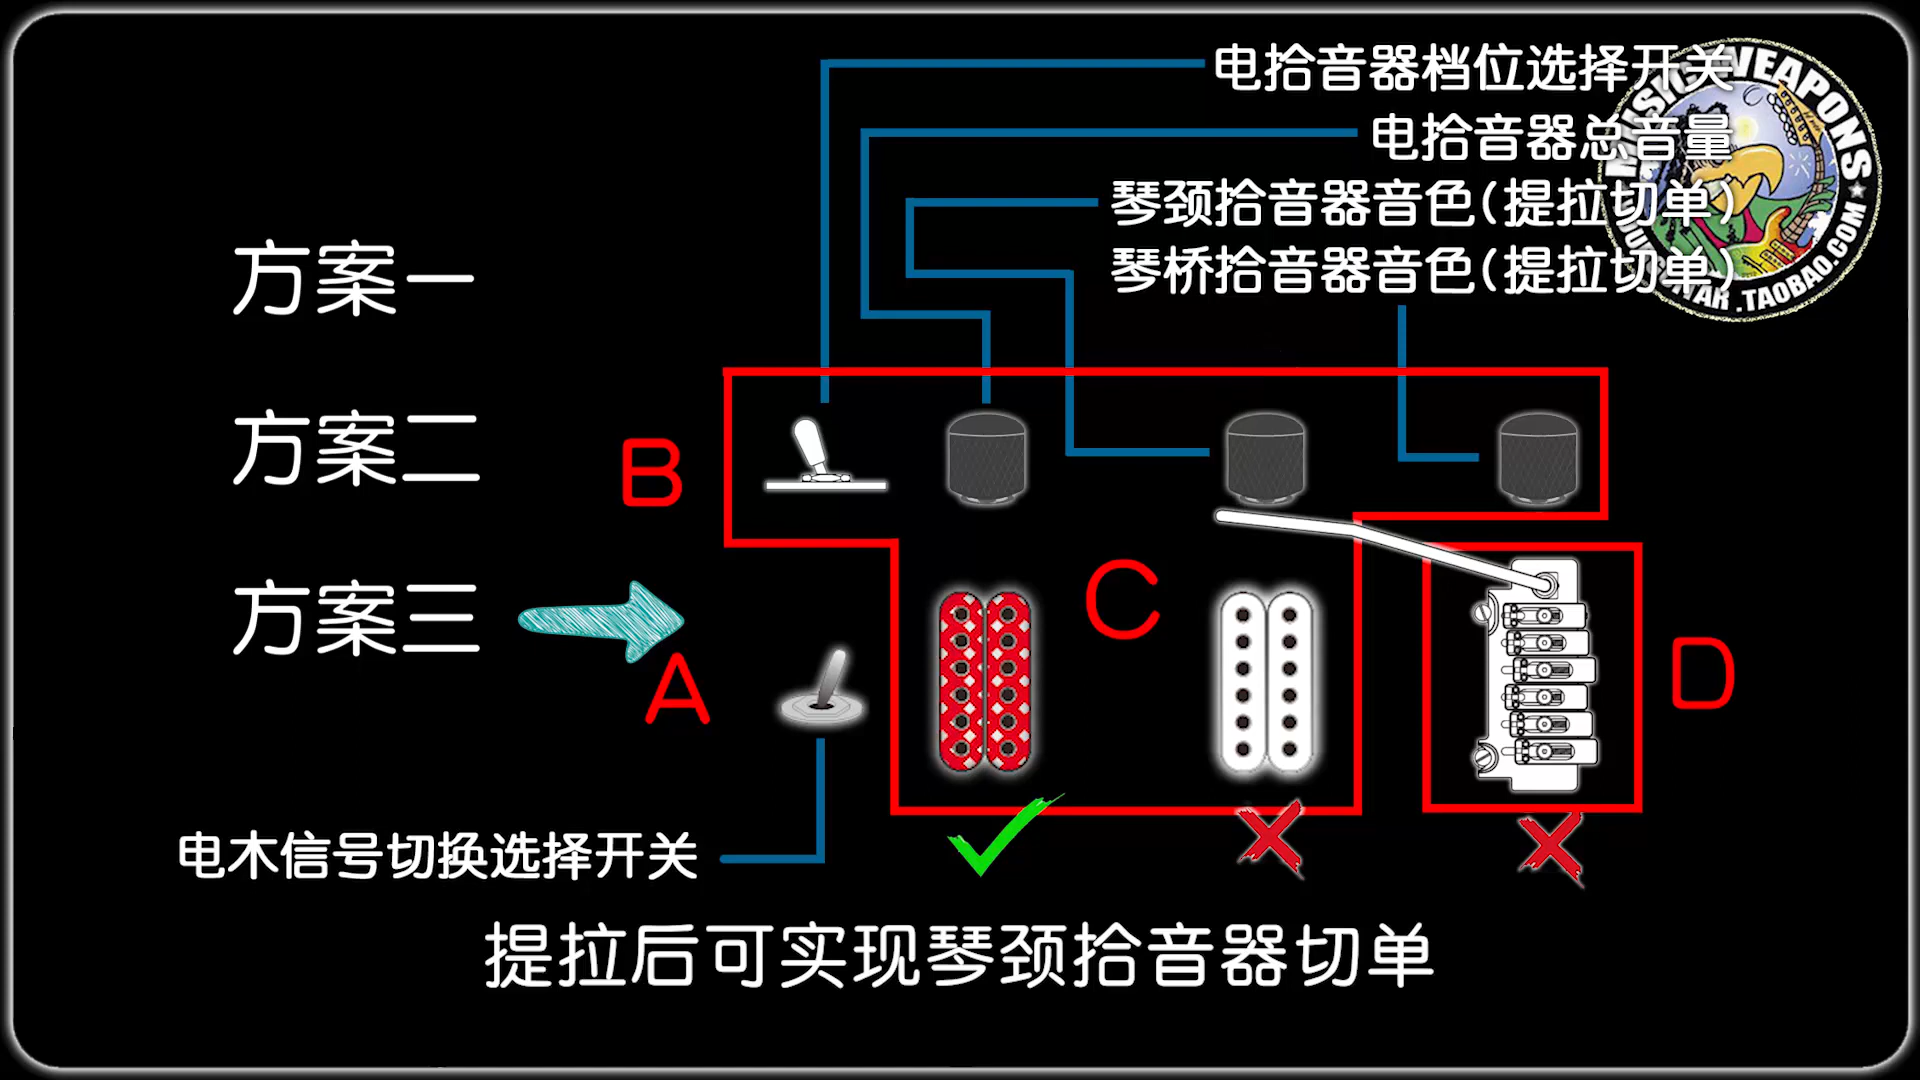 电拾音器档位选择开关
电拾音器总音量
琴颈拾音器音色(提拉切单)
琴桥拾音器音色(提拉切单)
方案一
方案二
方案三
B
C
A
D
电木信号切换选择开关
提拉后可实现琴颈拾音器切单
WEAPONS
.TAOBAO.COM